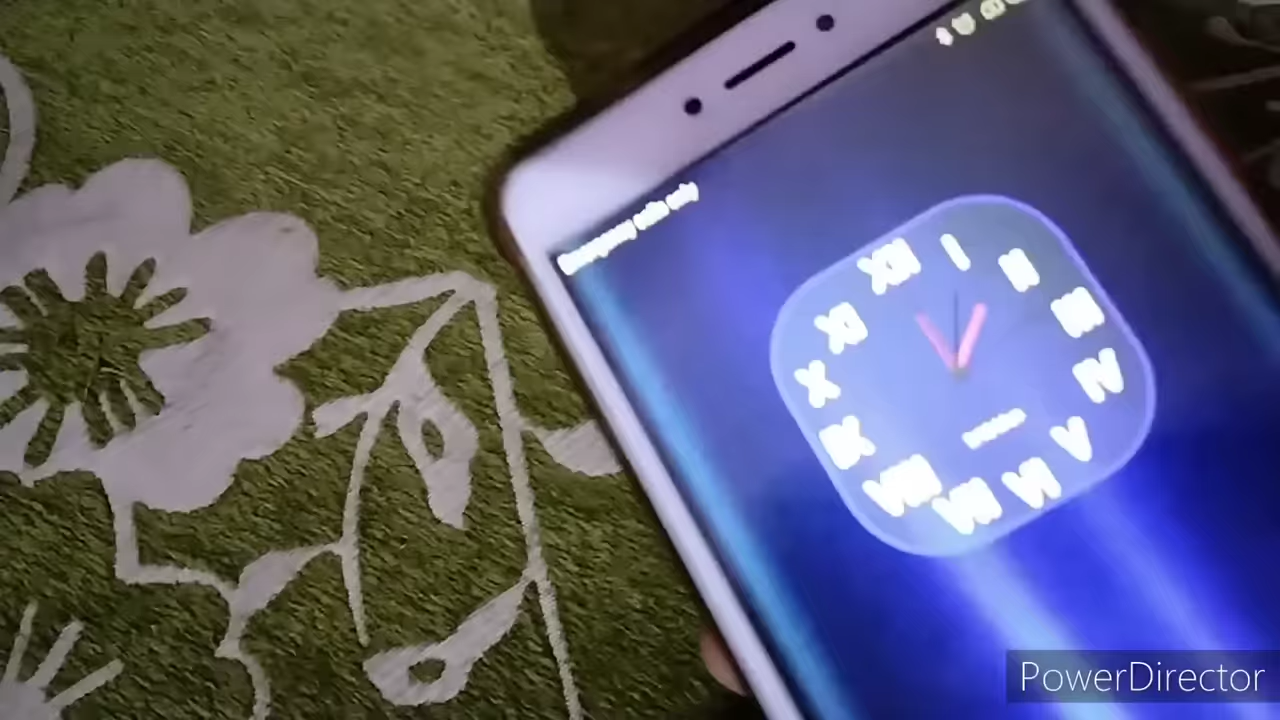 Emergency calls only
XII
I
II
III
IV
V
VI
VII
VIII
IX
X
XI
PowerDirector